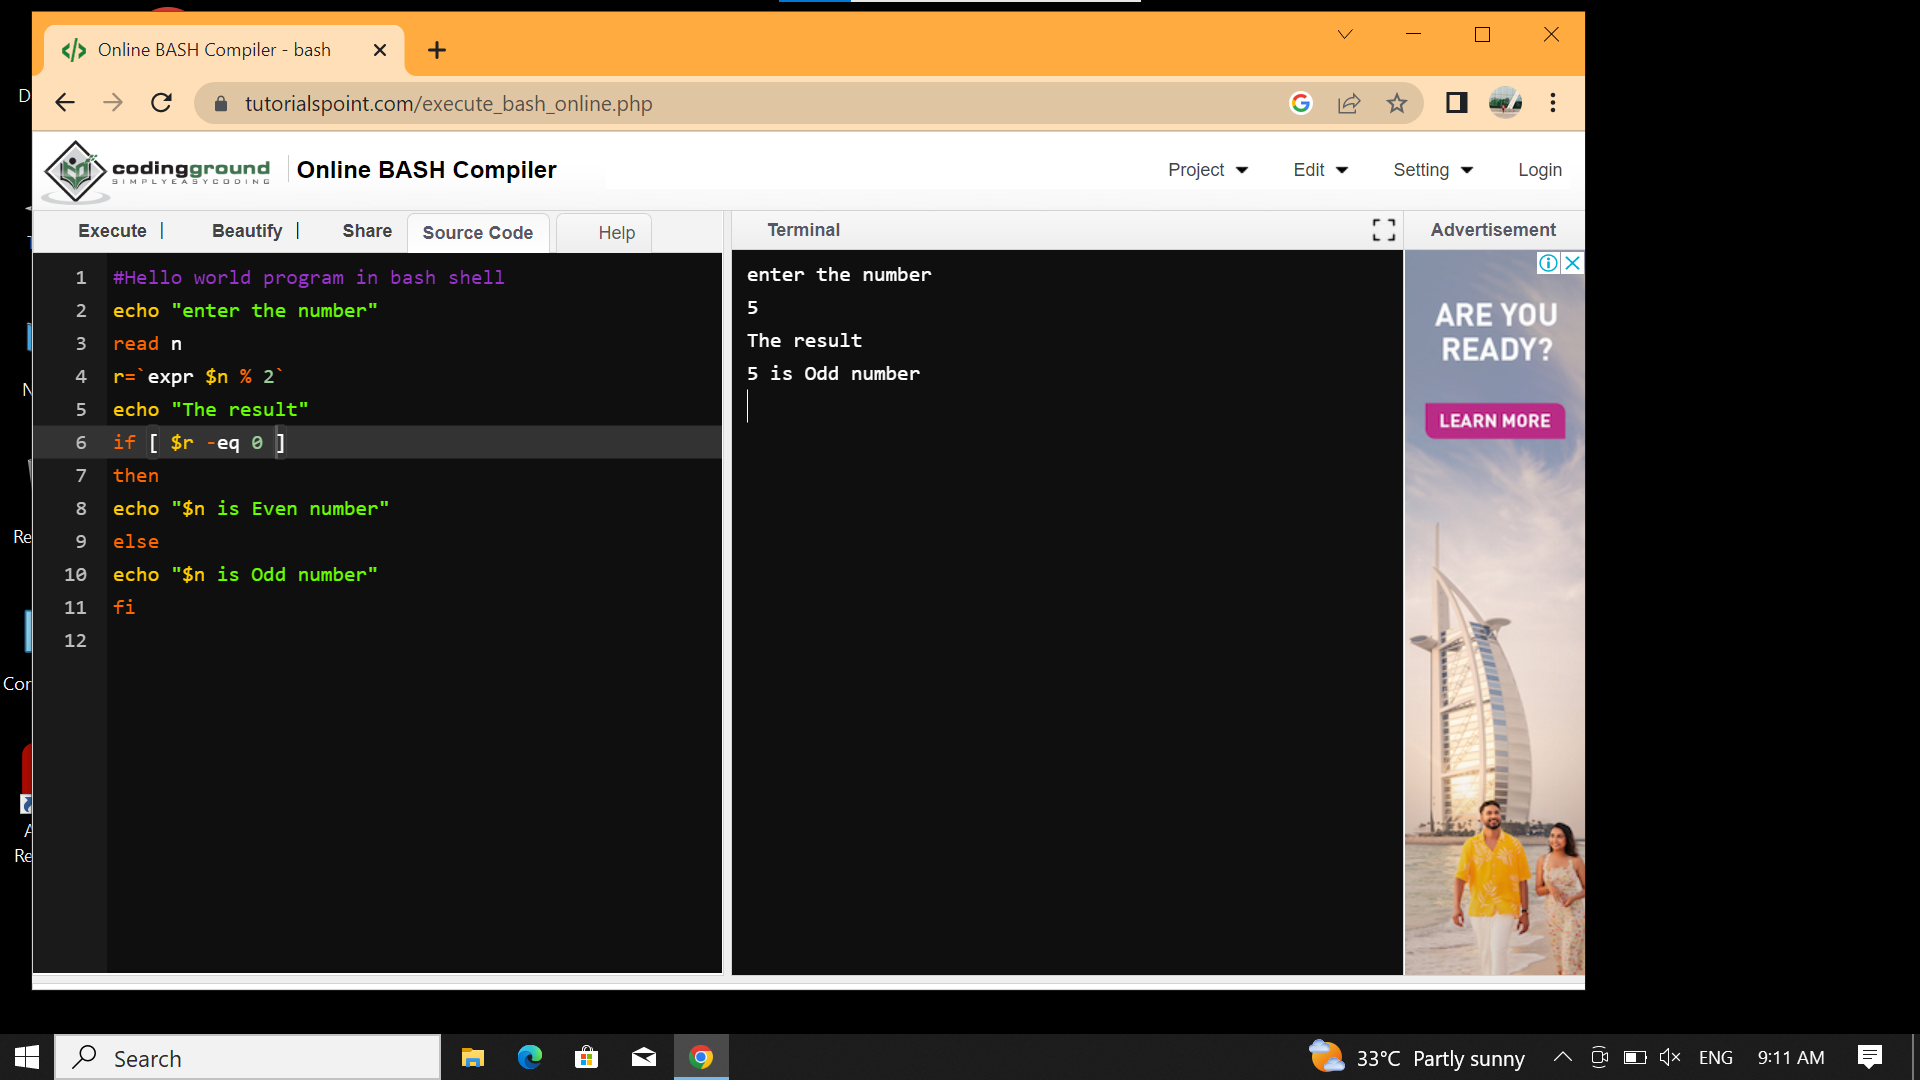 Online BASH Compiler - bash
tutorialspoint.com/execute_bash_online.php
codingground
SIMPLYEASYCODING
Online BASH Compiler
Project
Edit
Setting
Login
Execute |
Beautify |
Share
Source Code
Help
1 #Hello world program in bash shell
2 echo "enter the number"
3 read n
4 r=`expr $n % 2`
5 echo "The result"
6 if [ $r -eq 0 ]
7 then
8 echo "$n is Even number"
9 else
10 echo "$n is Odd number"
11 fi
12
Terminal
enter the number
5
The result
5 is Odd number
Advertisement
ARE YOU
READY?
LEARN MORE
D
N
Re
Cor
A
Re
Search
33°C Partly sunny
ENG
9:11 AM